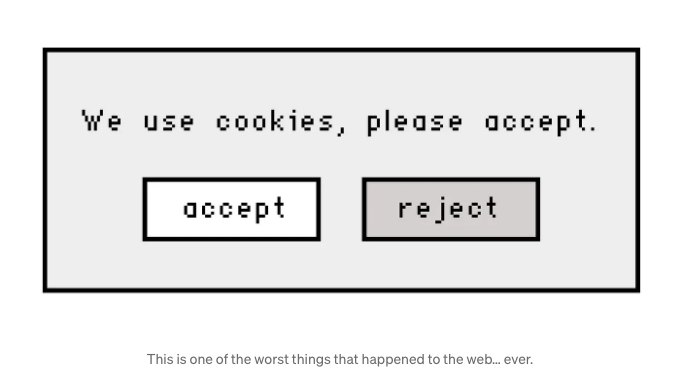 We use cookies, please accept.
accept reject
This is one of the worst things that happened to the web... ever.